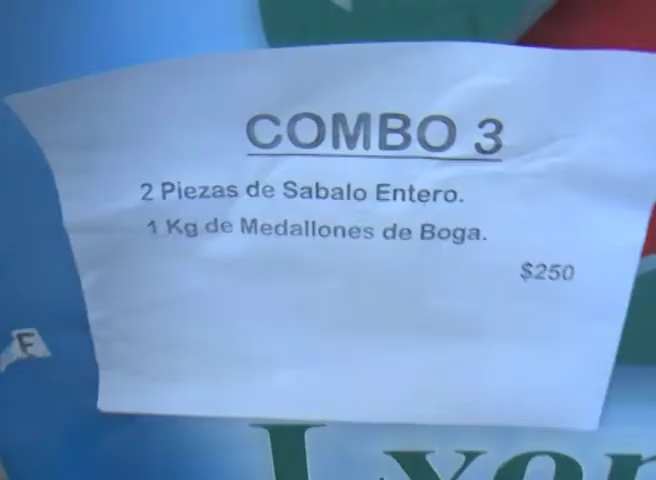 COMBO 3
2 Piezas de Sabalo Entero.
1 Kg de Medallones de Boga.
$250
F